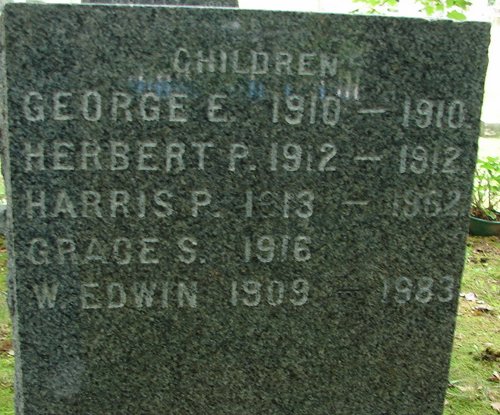 CHILDREN
GEORGE E. 1910 — 1910
HERBERT P. 1912 — 1912
HARRIS P. 1913 — 1962
GRACE S. 1916
W. EDWIN 1909 — 1983